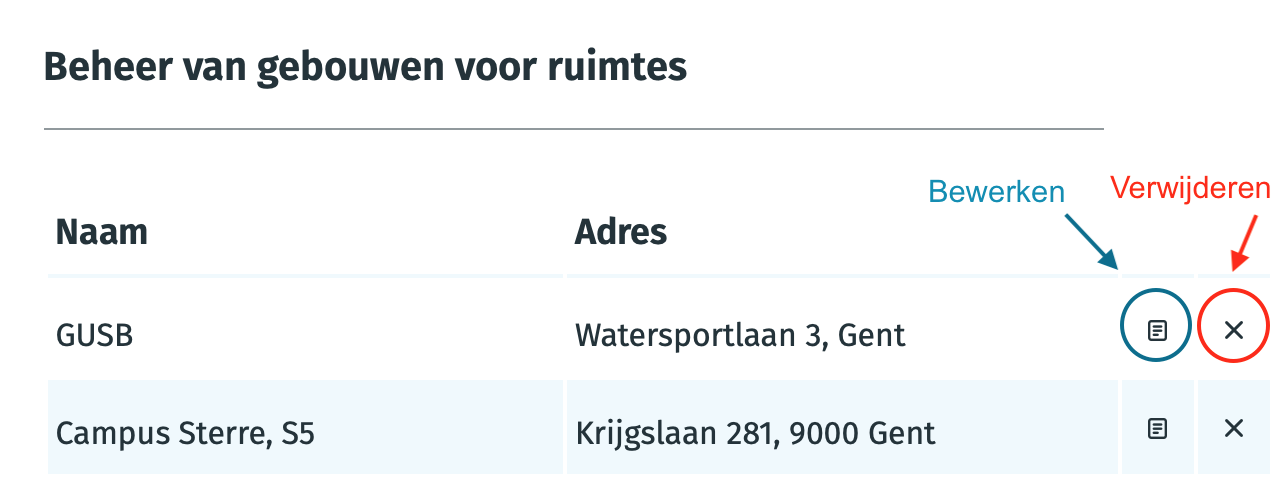 Beheer van gebouwen voor ruimtes
Bewerken
Verwijderen
Naam
Adres
GUSB
Watersportlaan 3, Gent
Campus Sterre, S5
Krijgslaan 281, 9000 Gent